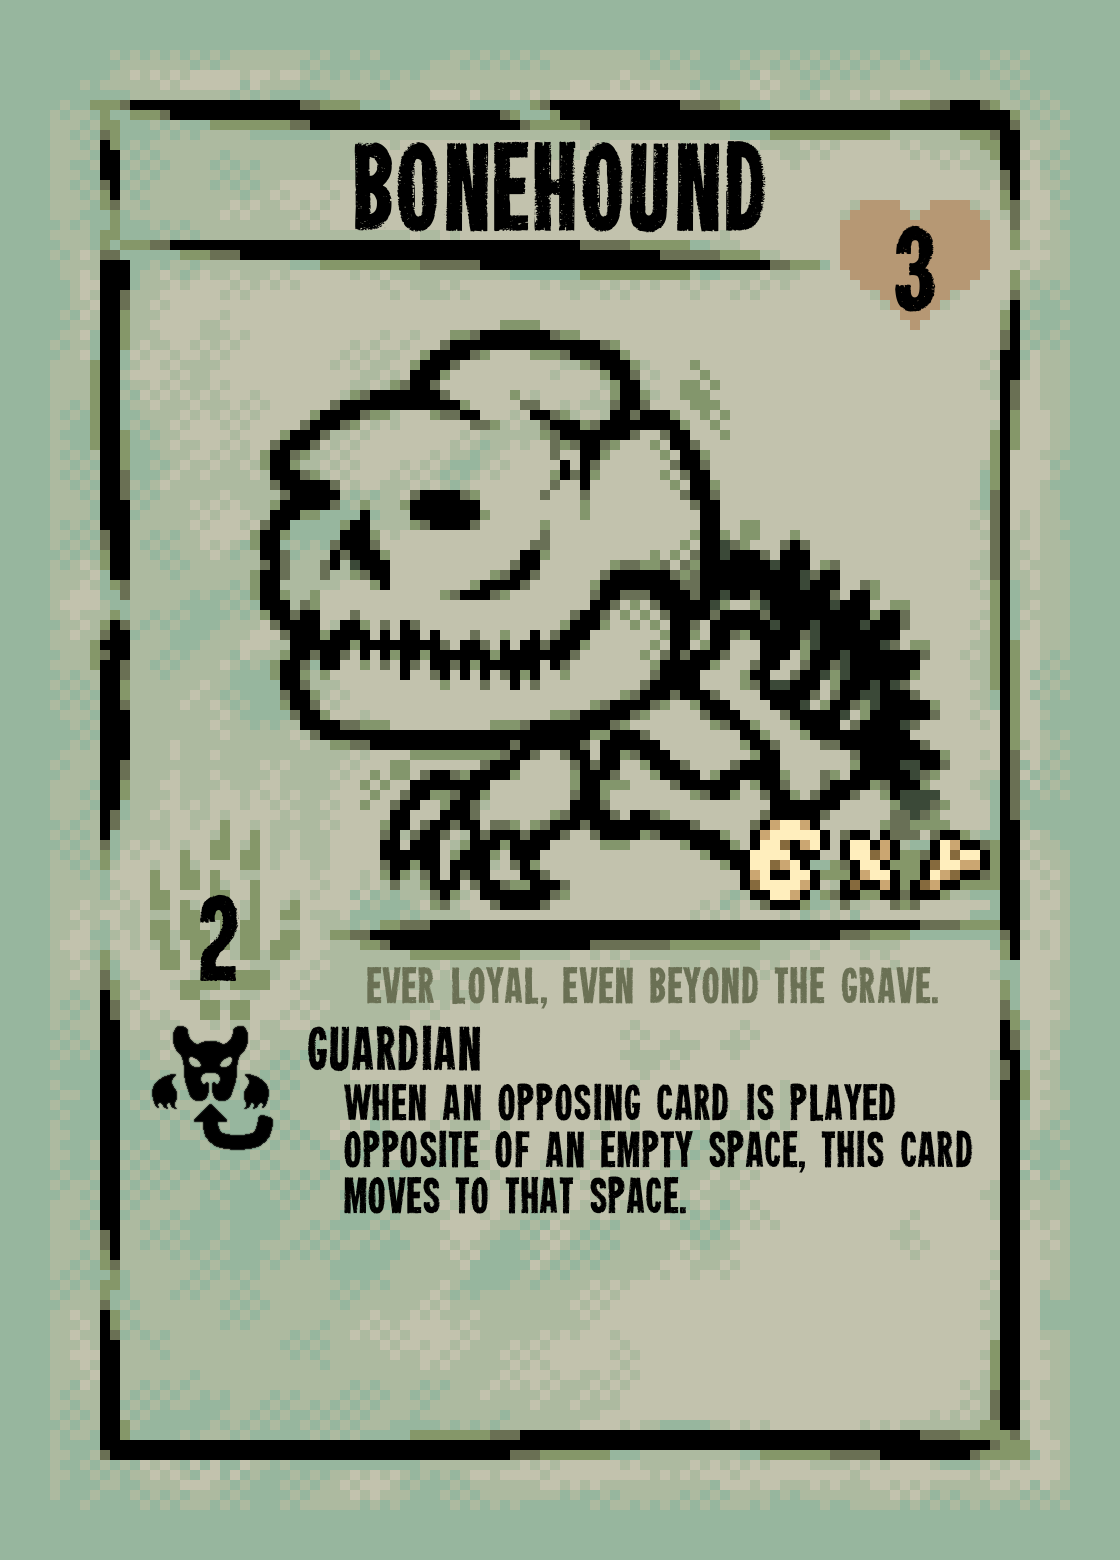 BONEHOUND
3
6 X
2
EVER LOYAL, EVEN BEYOND THE GRAVE.
GUARDIAN
WHEN AN OPPOSING CARD IS PLAYED
OPPOSITE OF AN EMPTY SPACE, THIS CARD
MOVES TO THAT SPACE.